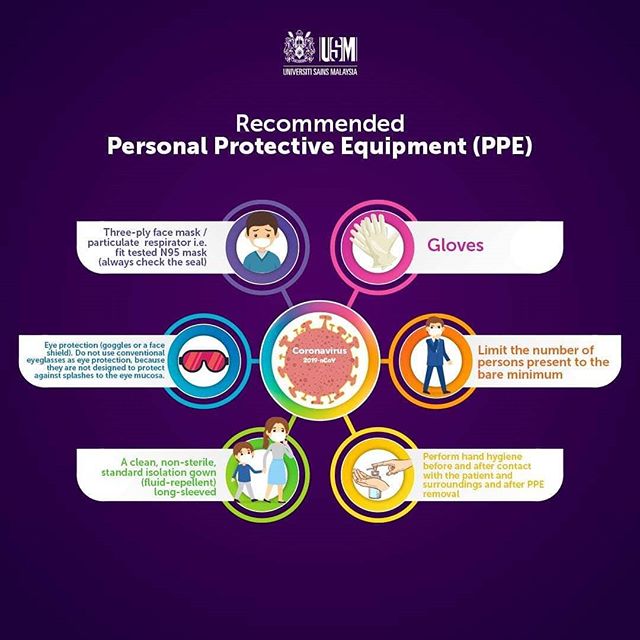 USM
UNIVERSITI SAINS MALAYSIA
Recommended
Personal Protective Equipment (PPE)
Three-ply face mask /
particulate respirator i.e.
fit tested N95 mask
(always check the seal)
Gloves
Eye protection (goggles or a face
shield). Do not use conventional
eyeglasses as eye protection, because
they are not designed to protect
against splashes to the eye mucosa.
Coronavirus
2019-nCoV
Limit the number of
persons present to the
bare minimum
A clean, non-sterile,
standard isolation gown
(fluid-repellent)
long-sleeved
Perform hand hygiene
before and after contact
with the patient and
surroundings and after PPE
removal